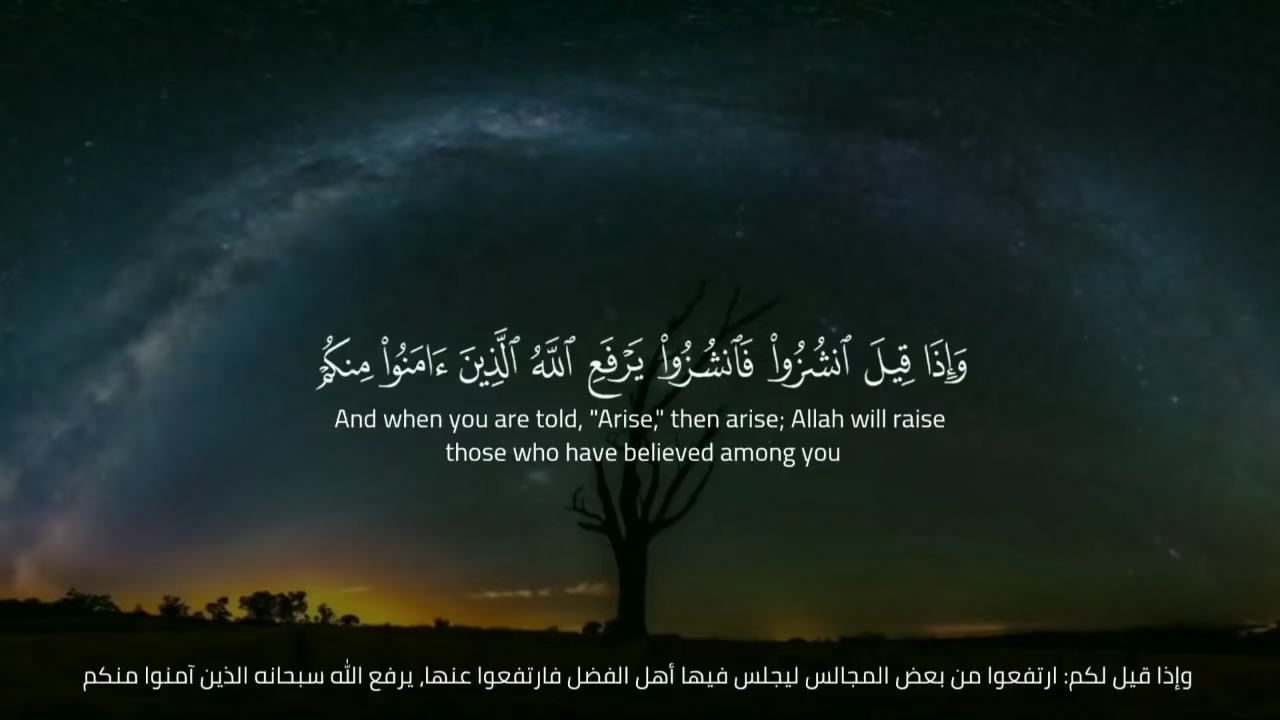 وَإِذَا قِيلَ ٱنشُزُوا۟ فَٱنشُزُوا۟ يَرْفَعِ ٱللَّهُ ٱلَّذِينَ ءَامَنُوا۟ مِنكُمْ
And when you are told, "Arise," then arise; Allah will raise
those who have believed among you
وإذا قيل لكم: ارتفعوا من بعض المجالس ليجلس فيها أهل الفضل فارتفعوا عنها, يرفع الله سبحانه الذين آمنوا منكم